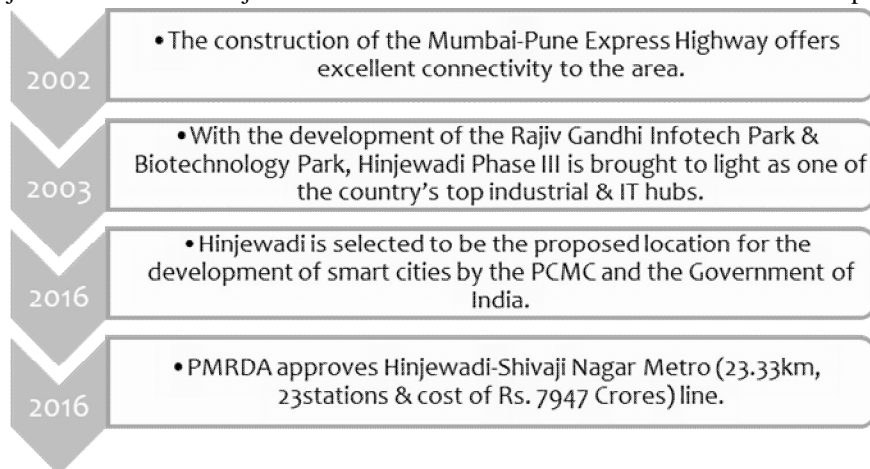 2002
•The construction of the Mumbai-Pune Express Highway offers
excellent connectivity to the area.
2003
•With the development of the Rajiv Gandhi Infotech Park &
Biotechnology Park, Hinjewadi Phase III is brought to light as one of
the country's top industrial & IT hubs.
2016
•Hinjewadi is selected to be the proposed location for the
development of smart cities by the PCMC and the Government of
India.
2016
•PMRDA approves Hinjewadi-Shivaji Nagar Metro (23.33km,
23stations & cost of Rs. 7947 Crores) line.